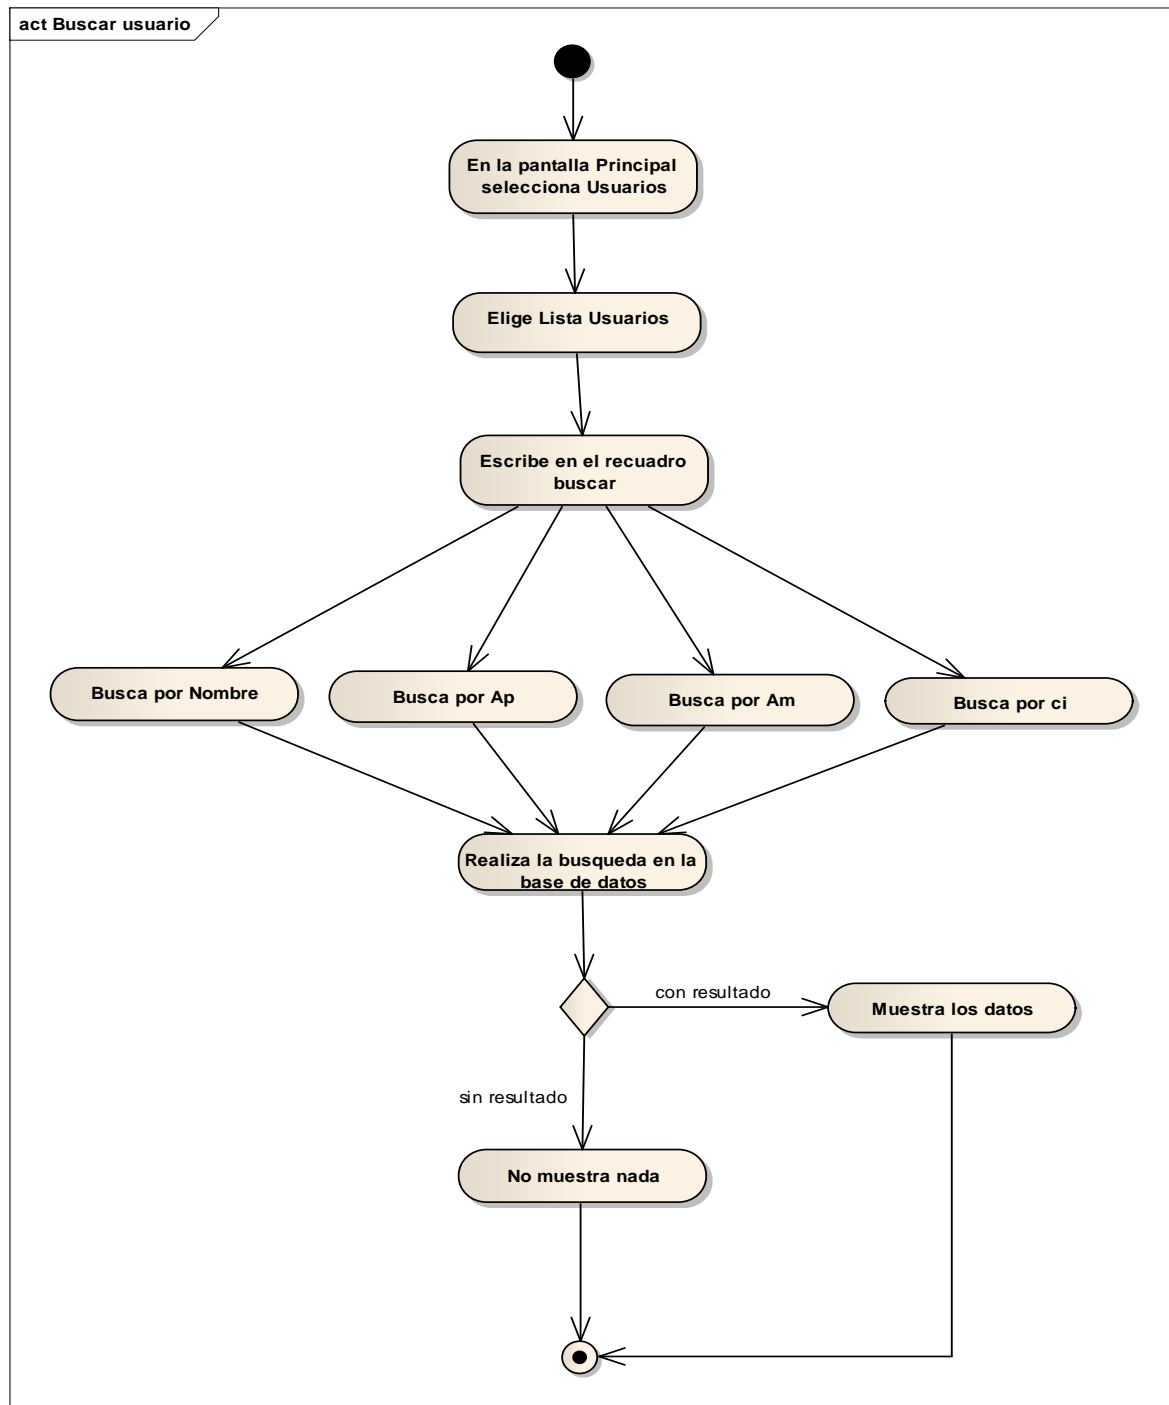 act Buscar usuario
En la pantalla Principal
selecciona Usuarios
Elige Lista Usuarios
Escribe en el recuadro
buscar
Busca por Nombre
Busca por Ap
Busca por Am
Busca por ci
Realiza la busqueda en la
base de datos
con resultado
Muestra los datos
sin resultado
No muestra nada